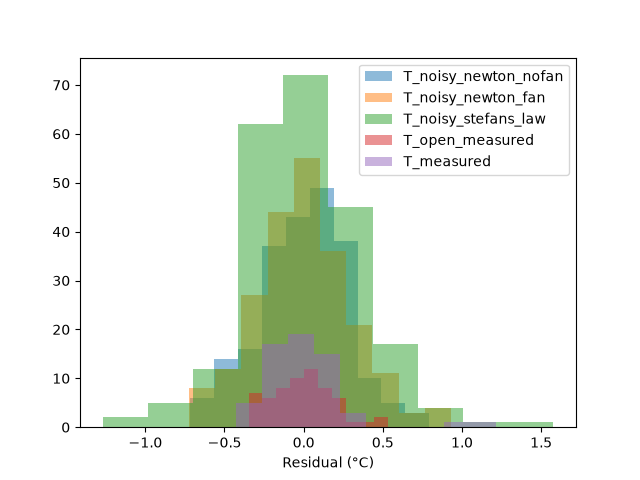 T_noisy_newton_nofan
T_noisy_newton_fan
T_noisy_stefans_law
T_open_measured
T_measured
70
60
50
40
30
20
10
0
−1.0 −0.5 0.0 0.5 1.0 1.5
Residual (°C)